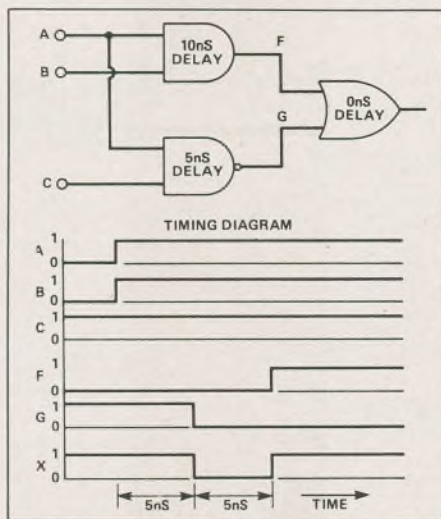 A
10nS
DELAY
F
B
0nS
DELAY
G
5nS
DELAY
C
TIMING DIAGRAM
A 1
0
B 1
0
C 1
0
F 1
0
G 1
0
X 1
0
5nS 5nS TIME